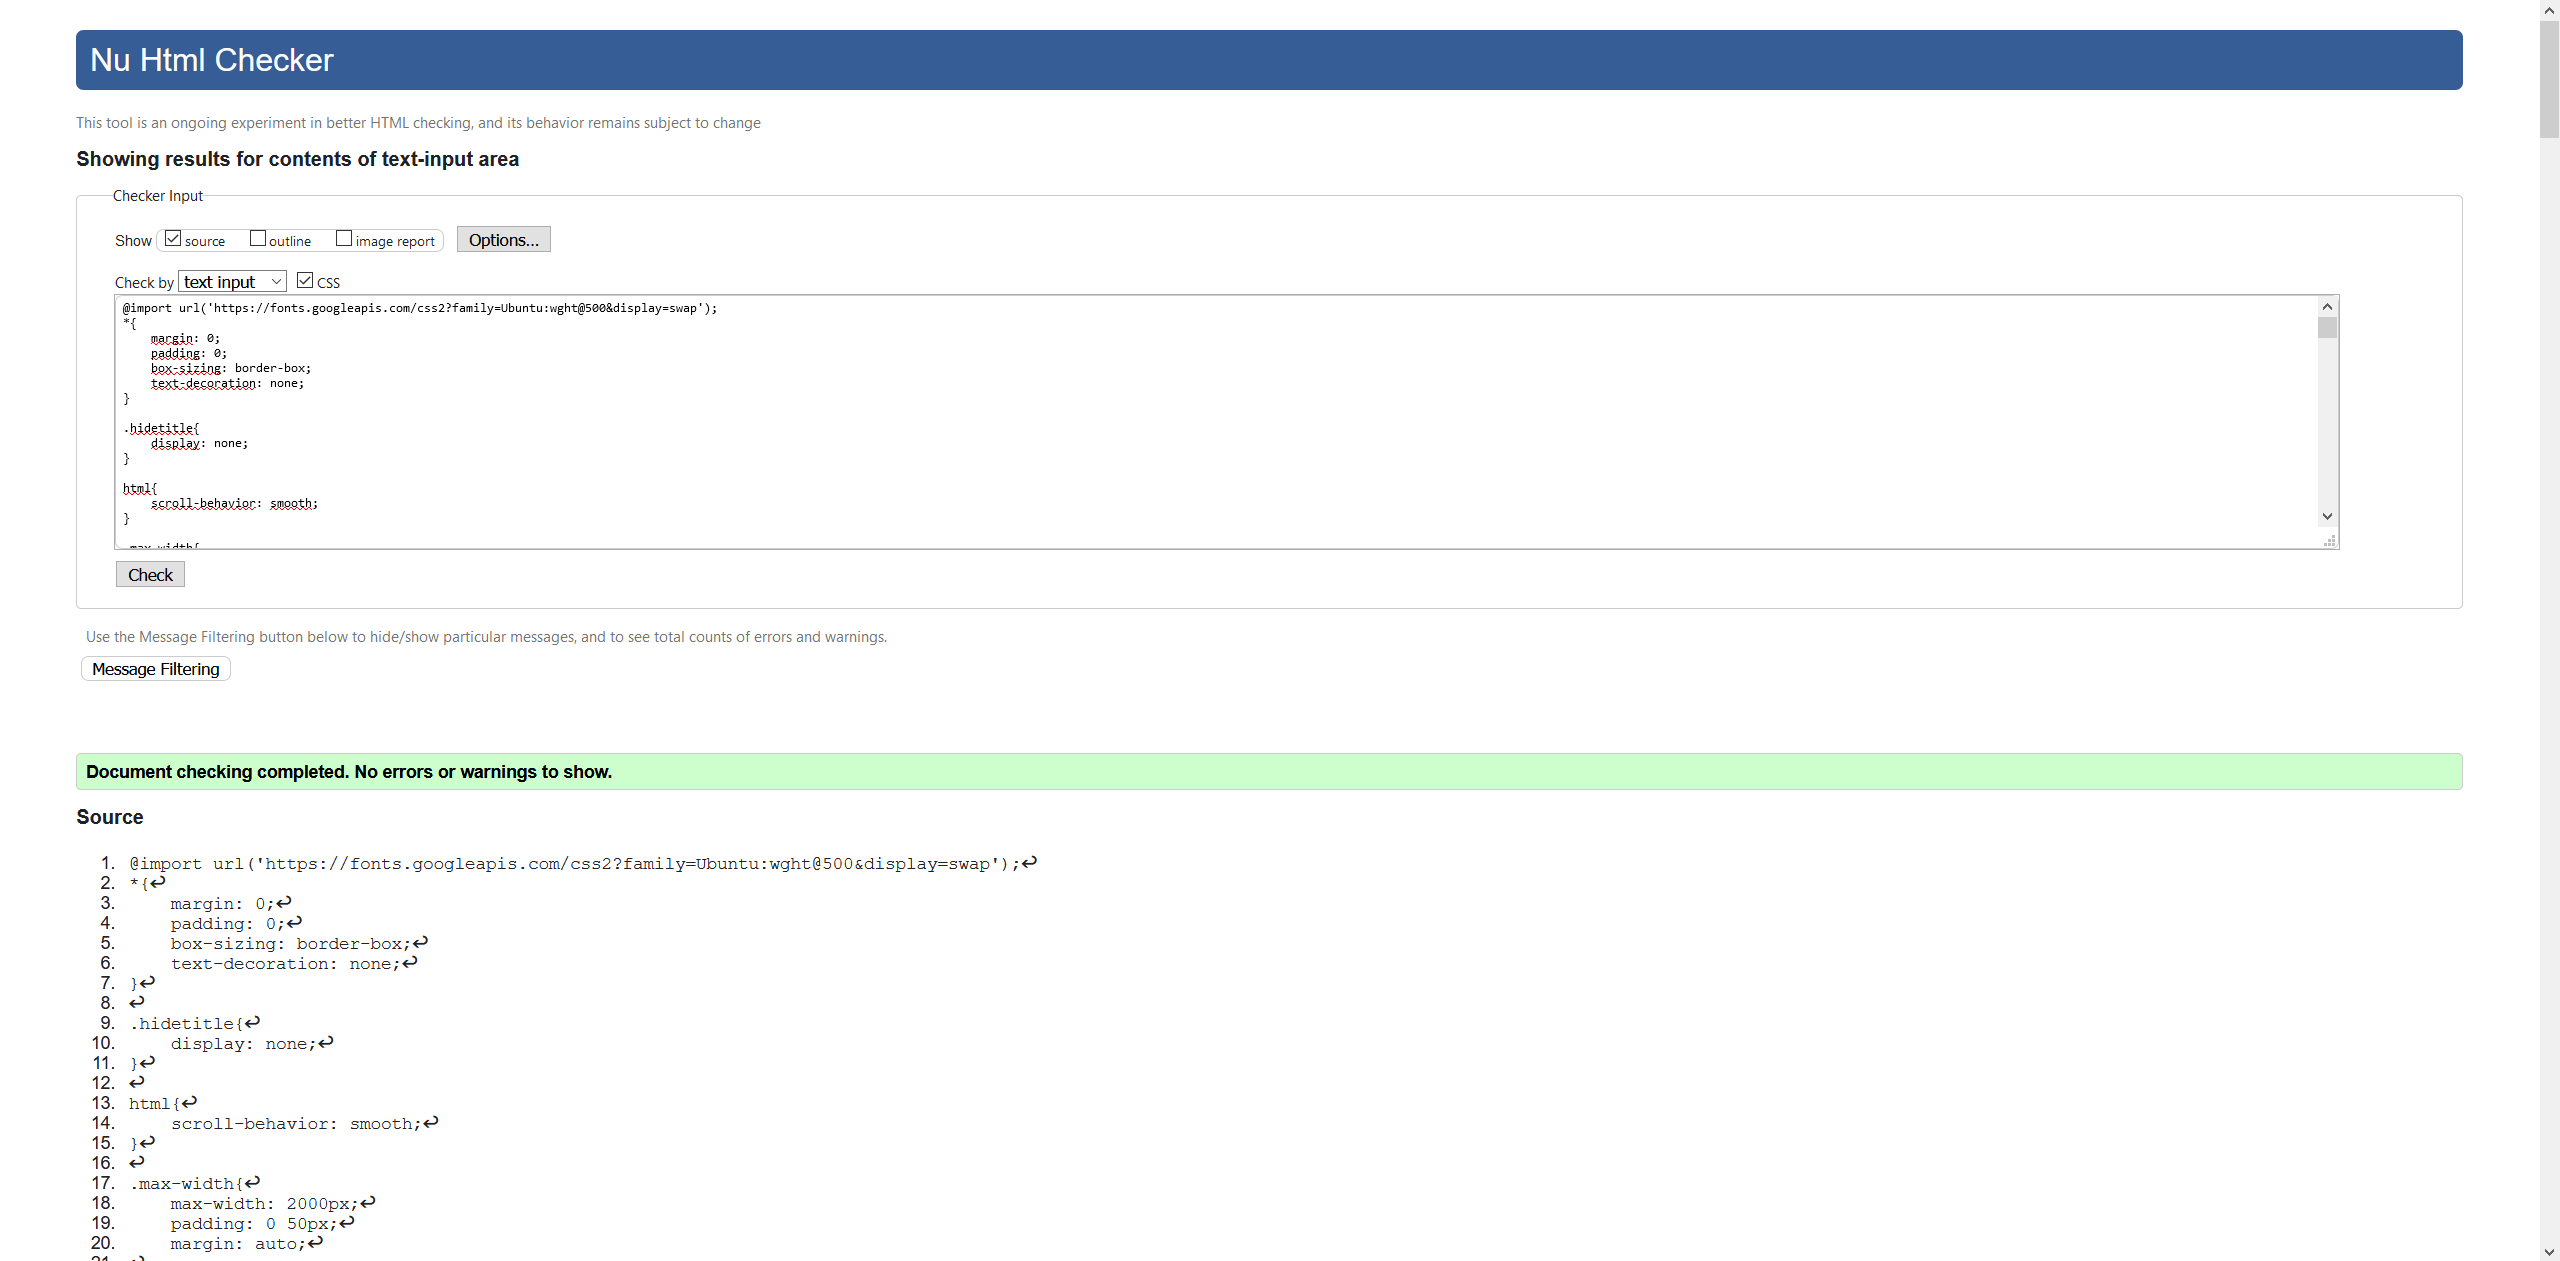 Nu Html Checker
This tool is an ongoing experiment in better HTML checking, and its behavior remains subject to change
Showing results for contents of text-input area
Checker Input
Show source outline image report Options...
Check by text input CSS
@import url('https://fonts.googleapis.com/css2?family=Ubuntu:wght@500&display=swap');
*{
    margin: 0;
    padding: 0;
    box-sizing: border-box;
    text-decoration: none;
}
.hidetitle{
    display: none;
}
html{
    scroll-behavior: smooth;
}
.max-width{
Check
Use the Message Filtering button below to hide/show particular messages, and to see total counts of errors and warnings.
Message Filtering
Document checking completed. No errors or warnings to show.
Source
1. @import url('https://fonts.googleapis.com/css2?family=Ubuntu:wght@500&display=swap');↩
2. *{↩
3.     margin: 0;↩
4.     padding: 0;↩
5.     box-sizing: border-box;↩
6.     text-decoration: none;↩
7. }↩
8. ↩
9. .hidetitle{↩
10.     display: none;↩
11. }↩
12. ↩
13. html{↩
14.     scroll-behavior: smooth;↩
15. }↩
16. ↩
17. .max-width{↩
18.     max-width: 2000px;↩
19.     padding: 0 50px;↩
20.     margin: auto;↩